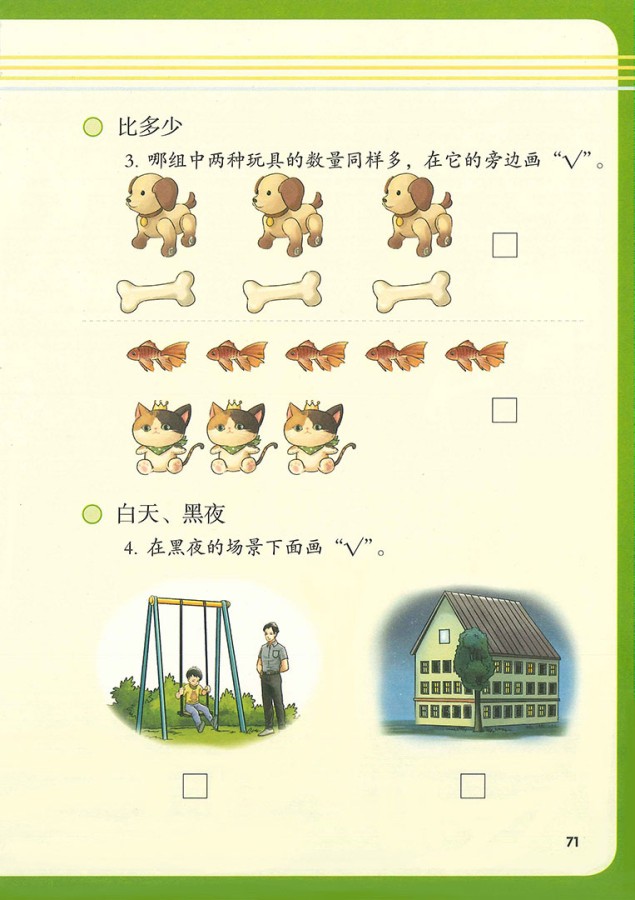 比多少
3. 哪组中两种玩具的数量同样多，在它的旁边画“√”。
白天、黑夜
4. 在黑夜的场景下面画“√”。
71